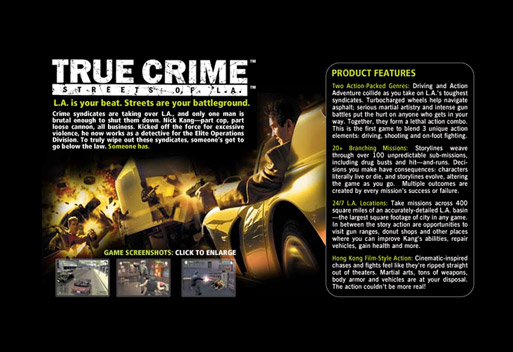 TRUE CRIME™
STREETS OF L.A.™
L.A. is your beat. Streets are your battleground.
Crime syndicates are taking over L.A., and only one man is
brutal enough to shut them down. Nick Kang—part cop, part
loose cannon, all business. Kicked off the force for excessive
violence, he now works as a detective for the Elite Operations
Division. To truly wipe out these syndicates, someone's got to
go below the law. Someone has.
GAME SCREENSHOTS: CLICK TO ENLARGE
PRODUCT FEATURES
Two Action-Packed Genres: Driving and Action
Adventure collide as you take on L.A.'s toughest
syndicates. Turbocharged wheels help navigate
asphalt; serious martial artistry and intense gun
battles put the hurt on anyone who gets in your
way. Together, they form a lethal action combo.
This is the first game to blend 3 unique action
elements: driving, shooting and on-foot fighting.
20+ Branching Missions: Storylines weave
through over 100 unpredictable sub-missions,
including drug busts and hit—and-runs. Deci-
sions you make have consequences: characters
literally live or die, and storylines evolve, altering
the game as you go. Multiple outcomes are
created by every mission's success or failure.
24/7 L.A. Locations: Take missions across 400
square miles of an accurately-detailed L.A. basin
—the largest square footage of city in any game.
In between the story action are opportunities to
visit gun ranges, donut shops and other places
where you can improve Kang's abilities, repair
vehicles, gain health and more.
Hong Kong Film-Style Action: Cinematic-inspired
chases and fights feel like they're ripped straight
out of theaters. Martial arts, tons of weapons,
body armor and vehicles are at your disposal.
The action couldn't be more real!